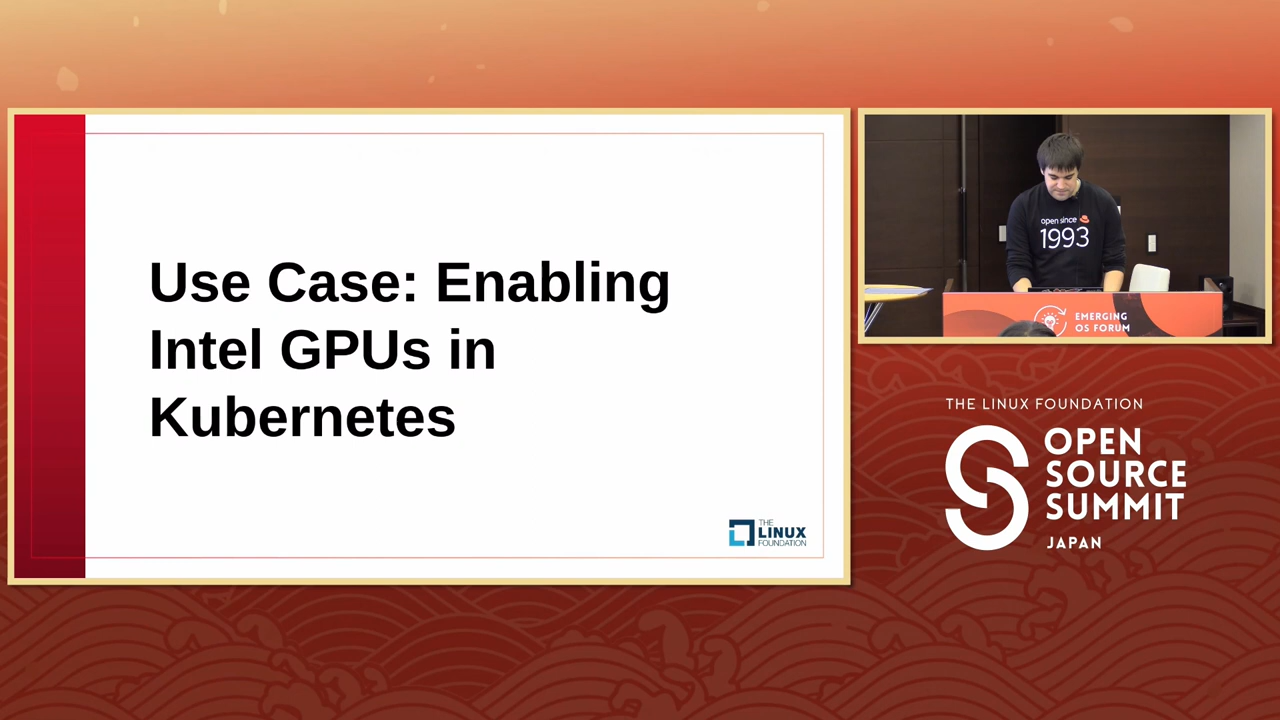 Use Case: Enabling
Intel GPUs in
Kubernetes
THE
LINUX
FOUNDATION
open since
1993
EMERGING
OS FORUM
THE LINUX FOUNDATION
OPEN
SOURCE
SUMMIT
JAPAN